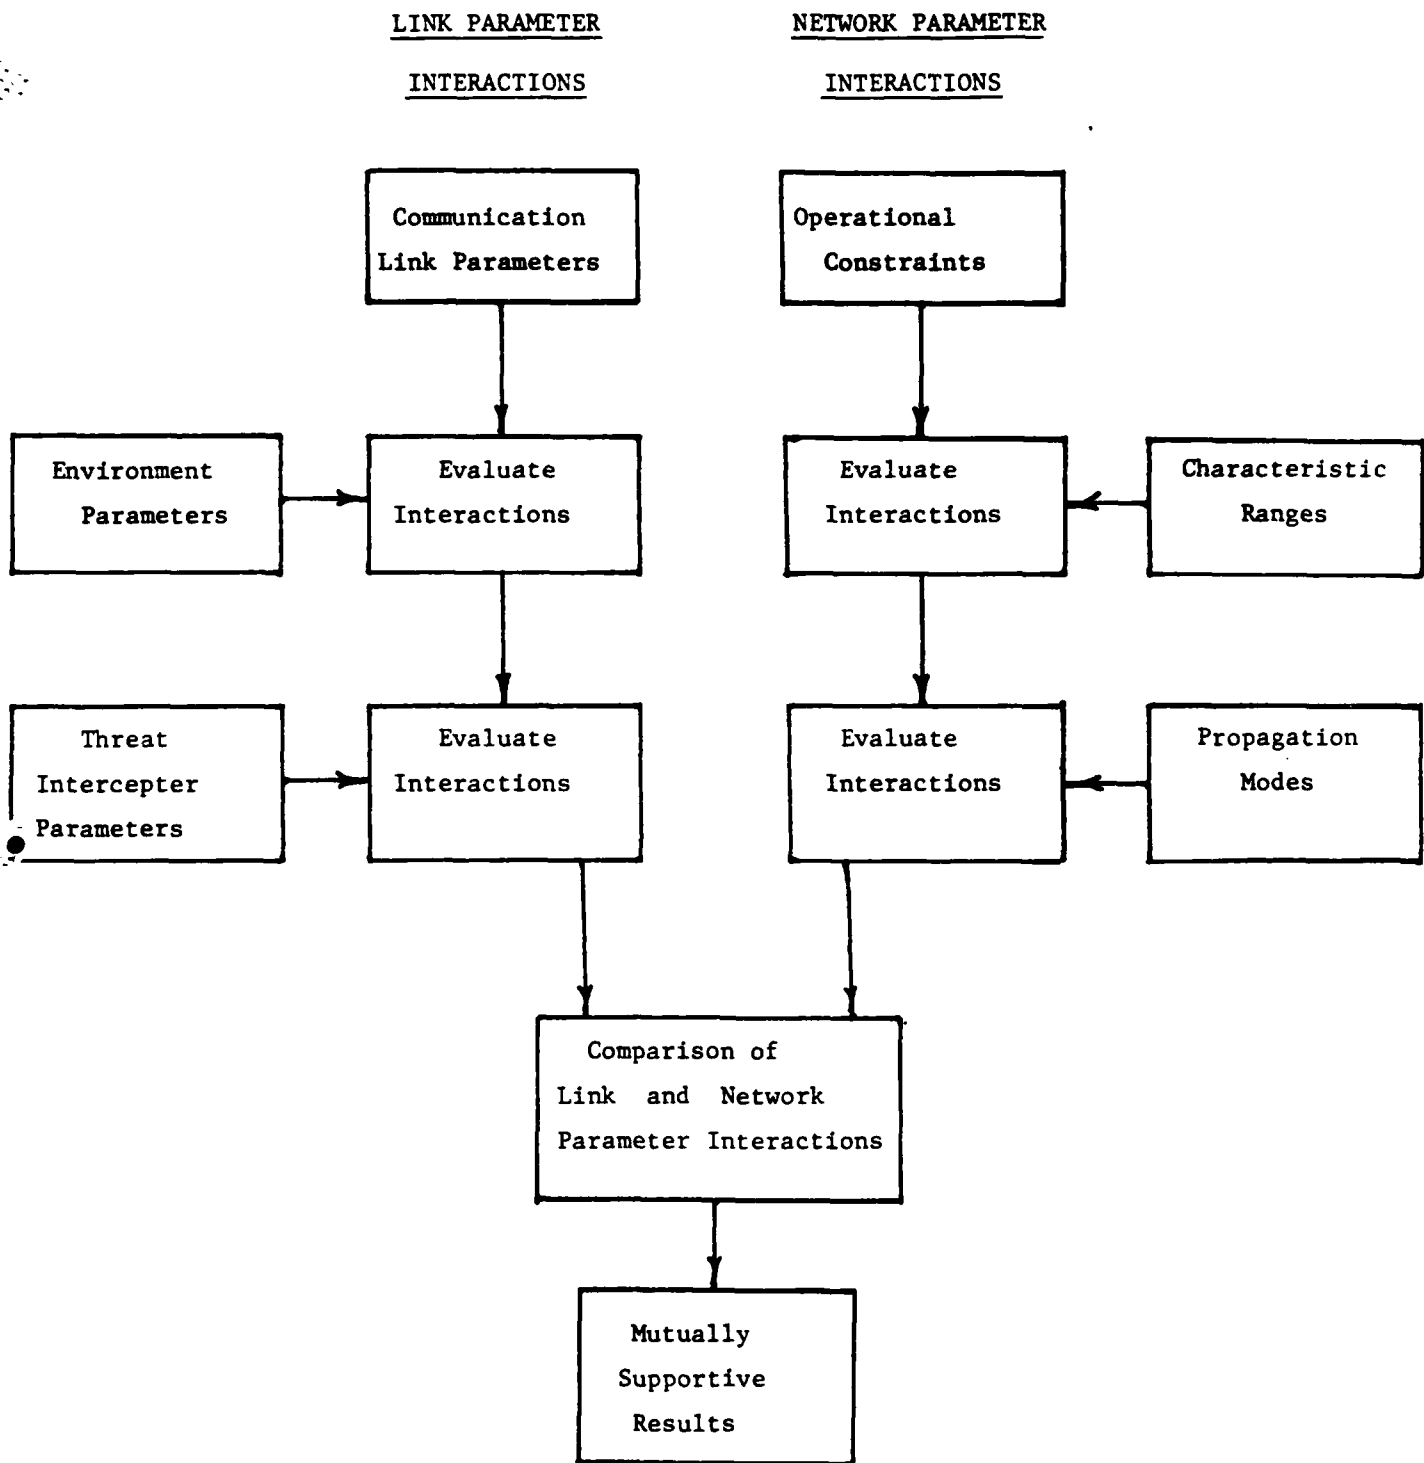 LINK PARAMETER
INTERACTIONS
NETWORK PARAMETER
INTERACTIONS
Communication
Link Parameters
Operational
Constraints
Environment
Parameters
Evaluate
Interactions
Evaluate
Interactions
Characteristic
Ranges
Threat
Intercepter
Parameters
Evaluate
Interactions
Evaluate
Interactions
Propagation
Modes
Comparison of
Link and Network
Parameter Interactions
Mutually
Supportive
Results